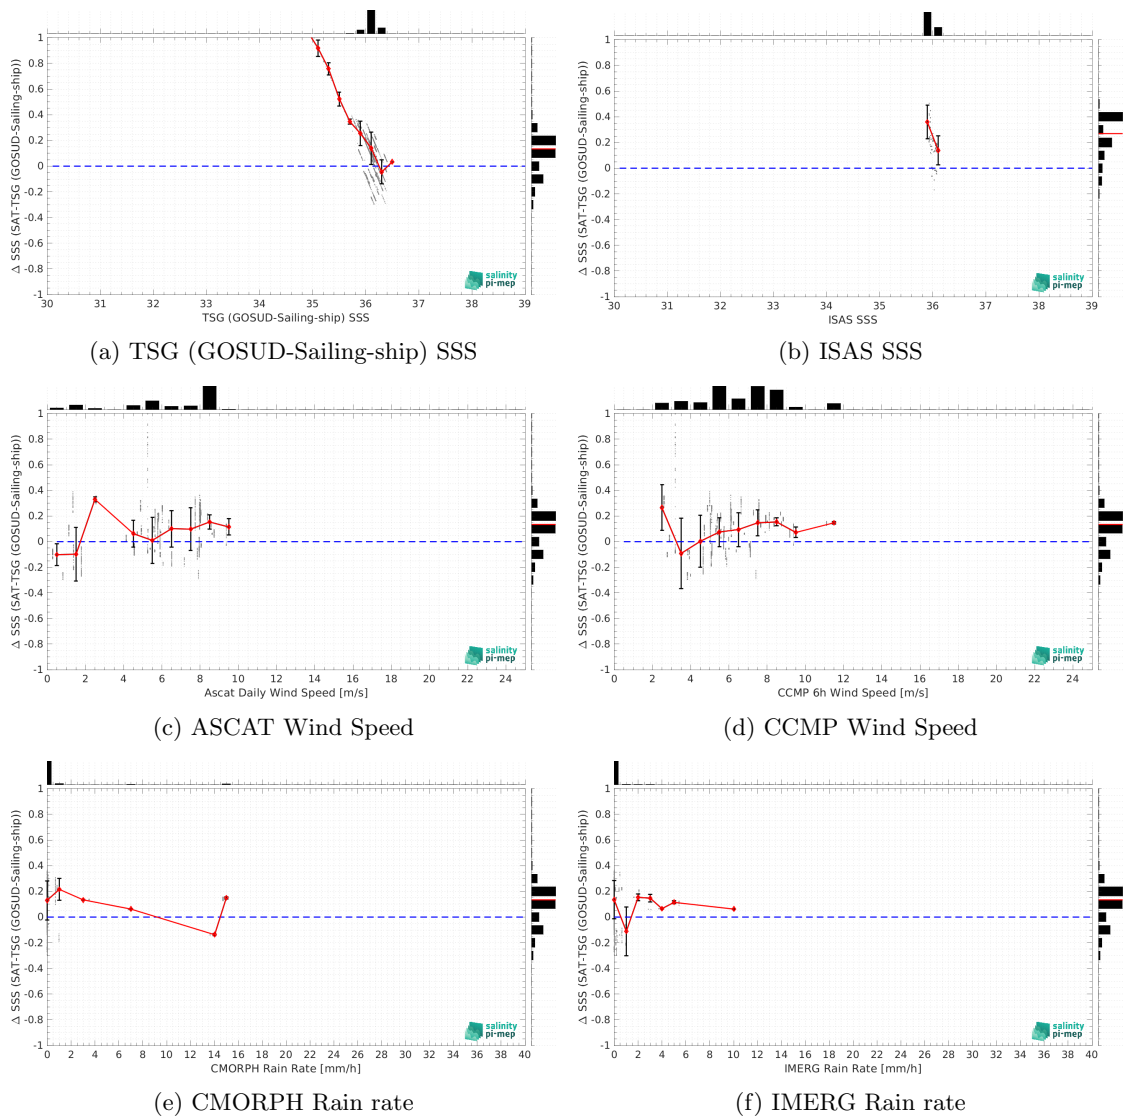 1
0.8
0.6
0.4
0.2
0
-0.2
-0.4
-0.6
-0.8
-1
Δ SSS (SAT-TSG (GOSUD-Sailing-ship))
30 31 32 33 34 35 36 37 38 39
TSG (GOSUD-Sailing-ship) SSS
salinity
pi-mep
(a) TSG (GOSUD-Sailing-ship) SSS
1
0.8
0.6
0.4
0.2
0
-0.2
-0.4
-0.6
-0.8
-1
Δ SSS (SAT-TSG (GOSUD-Sailing-ship))
30 31 32 33 34 35 36 37 38 39
ISAS SSS
salinity
pi-mep
(b) ISAS SSS
1
0.8
0.6
0.4
0.2
0
-0.2
-0.4
-0.6
-0.8
-1
Δ SSS (SAT-TSG (GOSUD-Sailing-ship))
0 2 4 6 8 10 12 14 16 18 20 22 24
Ascat Daily Wind Speed [m/s]
salinity
pi-mep
(c) ASCAT Wind Speed
1
0.8
0.6
0.4
0.2
0
-0.2
-0.4
-0.6
-0.8
-1
Δ SSS (SAT-TSG (GOSUD-Sailing-ship))
0 2 4 6 8 10 12 14 16 18 20 22 24
CCMP 6h Wind Speed [m/s]
salinity
pi-mep
(d) CCMP Wind Speed
1
0.8
0.6
0.4
0.2
0
-0.2
-0.4
-0.6
-0.8
-1
Δ SSS (SAT-TSG (GOSUD-Sailing-ship))
0 2 4 6 8 10 12 14 16 18 20 22 24 26 28 30 32 34 36 38 40
CMORPH Rain Rate [mm/h]
salinity
pi-mep
(e) CMORPH Rain rate
1
0.8
0.6
0.4
0.2
0
-0.2
-0.4
-0.6
-0.8
-1
Δ SSS (SAT-TSG (GOSUD-Sailing-ship))
0 2 4 6 8 10 12 14 16 18 20 22 24 26 28 30 32 34 36 38 40
IMERG Rain Rate [mm/h]
salinity
pi-mep
(f) IMERG Rain rate